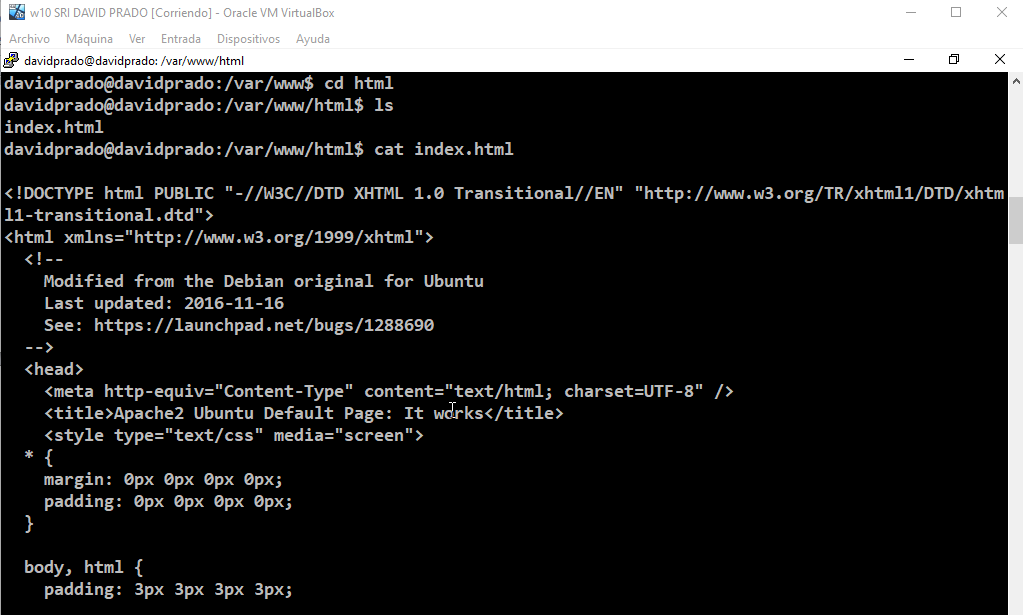 w10 SRI DAVID PRADO [Corriendo] - Oracle VM VirtualBox
Archivo Máquina Ver Entrada Dispositivos Ayuda
davidprado@davidprado: /var/www/html
davidprado@davidprado:/var/www$ cd html
davidprado@davidprado:/var/www/html$ ls
index.html
davidprado@davidprado:/var/www/html$ cat index.html
<!DOCTYPE html PUBLIC "-//W3C//DTD XHTML 1.0 Transitional//EN" "http://www.w3.org/TR/xhtml1/DTD/xhtm
l1-transitional.dtd">
<html xmlns="http://www.w3.org/1999/xhtml">
  <!--
    Modified from the Debian original for Ubuntu
    Last updated: 2016-11-16
    See: https://launchpad.net/bugs/1288690
  -->
  <head>
    <meta http-equiv="Content-Type" content="text/html; charset=UTF-8" />
    <title>Apache2 Ubuntu Default Page: It works</title>
    <style type="text/css" media="screen">
  * {
    margin: 0px 0px 0px 0px;
    padding: 0px 0px 0px 0px;
  }
  body, html {
    padding: 3px 3px 3px 3px;